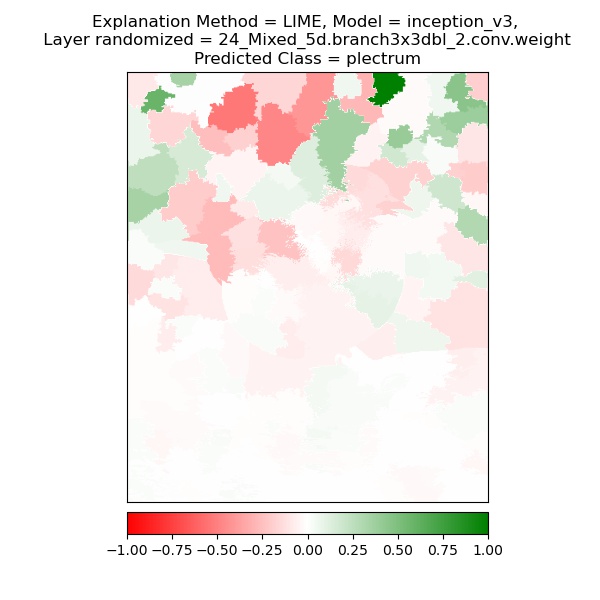 Explanation Method = LIME, Model = inception_v3,
Layer randomized = 24_Mixed_5d.branch3x3dbl_2.conv.weight
Predicted Class = plectrum
−1.00 −0.75 −0.50 −0.25 0.00 0.25 0.50 0.75 1.00